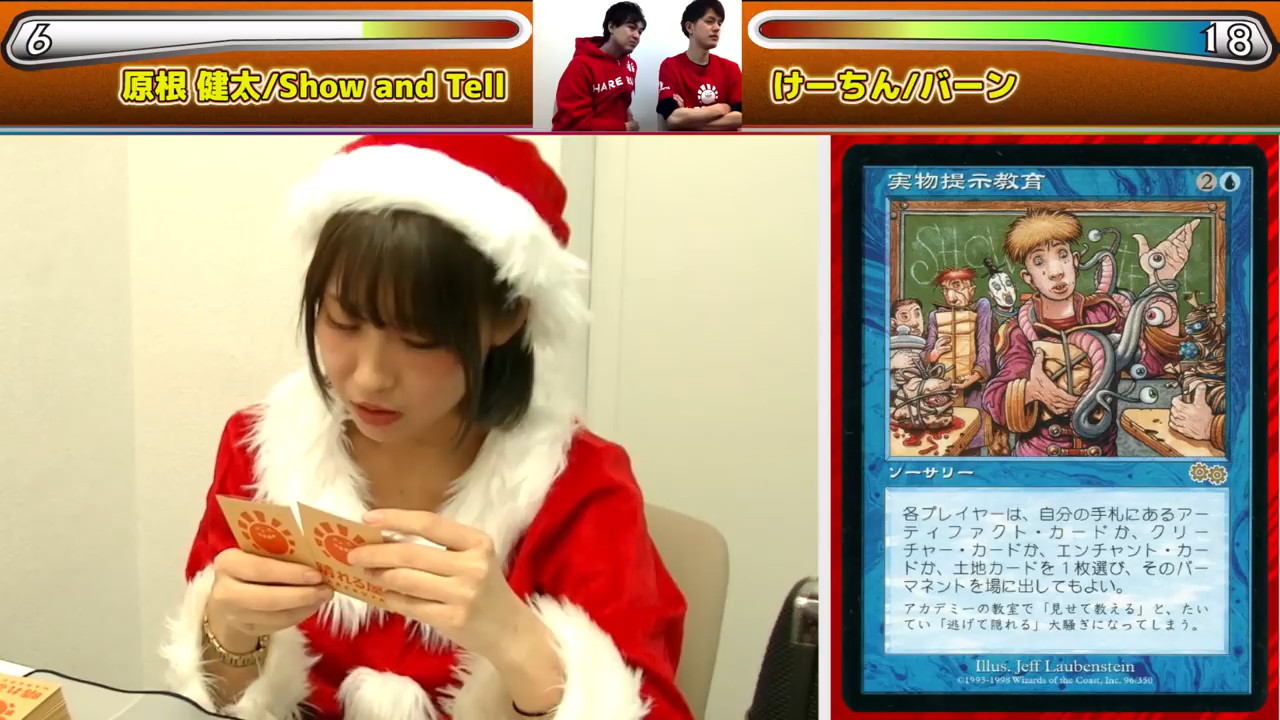 6
18
原根 健太/Show and Tell
けーちん/バーン
HARE RU
実物提示教育
2
SHOW
ソーサリー
各プレイヤーは、自分の手札にあるアー
ティファクト・カードか、クリー
チャー・カードか、エンチャント・カー
ドか、土地カードを１枚選び、そのパー
マネントを場に出してもよい。
アカデミーの教室で「見せて教える」と、たい
てい「逃げて隠れる」大騒ぎになってしまう。
Illus. Jeff Laubenstein
©1993-1998 Wizards of the Coast, Inc. 96/350
晴れる屋